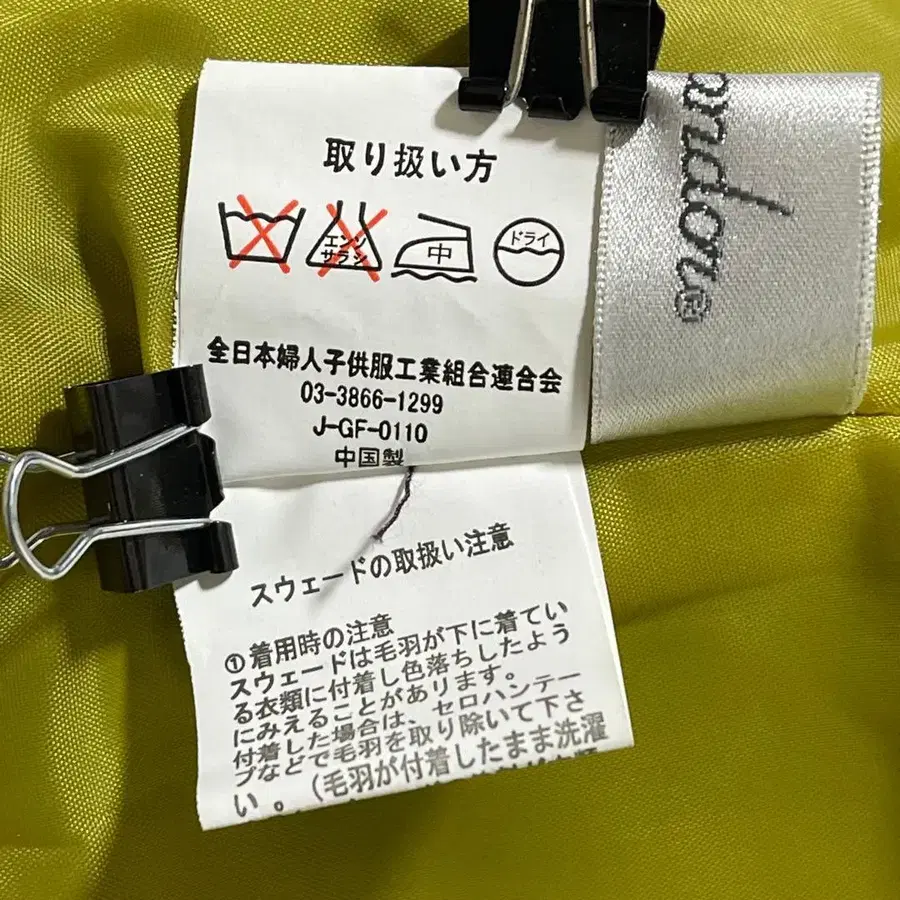 取り扱い方
エンソ
サラシ
中
ドライ
全日本婦人子供服工業組合連合会
03-3866-1299
J-GF-0110
中国製
スウェードの取扱い注意
①着用時の注意
スウェードは毛羽が下に着てい
る衣類に付着し色落ちしたよう
にみえることがあります。
付着した場合は、セロハンテー
プなどで毛羽を取り除いて下さ
い。(毛羽が付着したまま洗濯